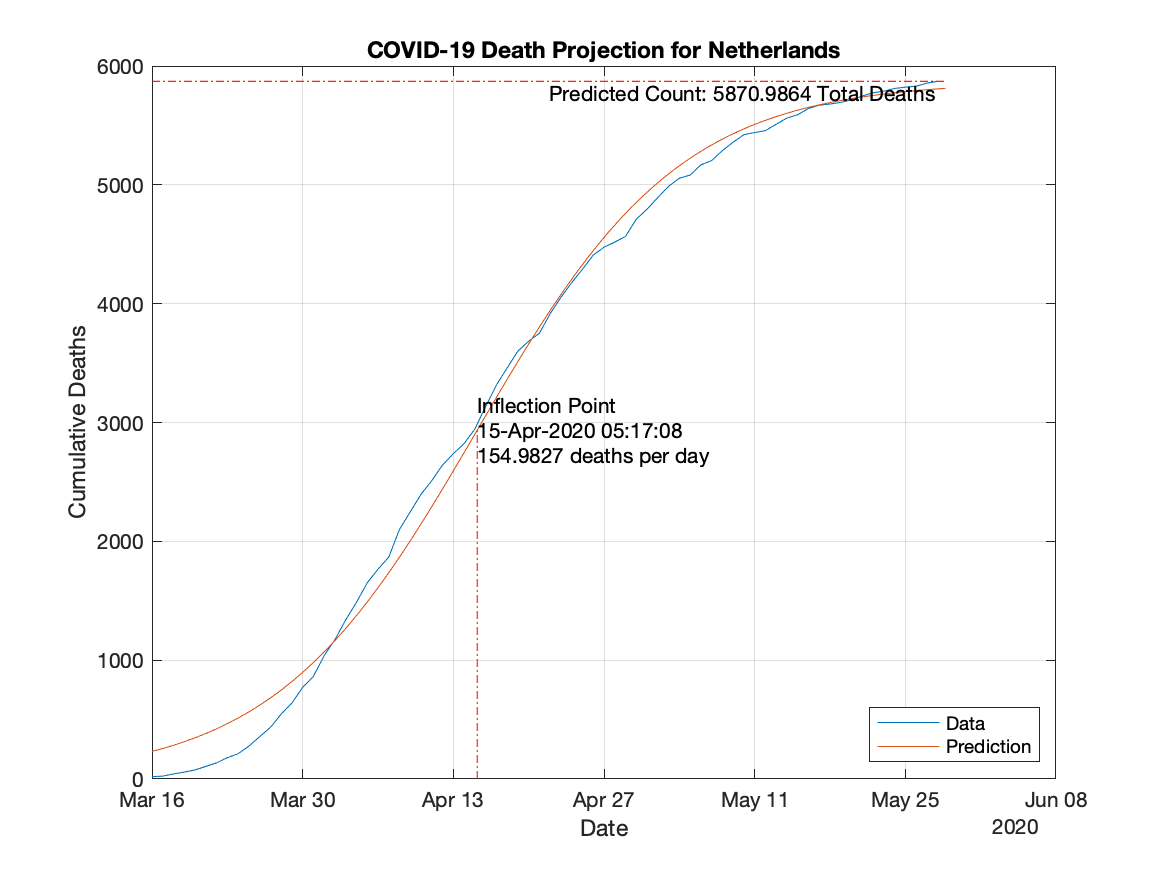 COVID-19 Death Projection for Netherlands
6000
Predicted Count: 5870.9864 Total Deaths
5000
4000
Inflection Point
3000
15-Apr-2020 05:17:08
154.9827 deaths per day
Cumulative Deaths
2000
1000
Data
Prediction
0
Mar 16
Mar 30
Apr 13
Apr 27
May 11
May 25
Jun 08
Date
2020